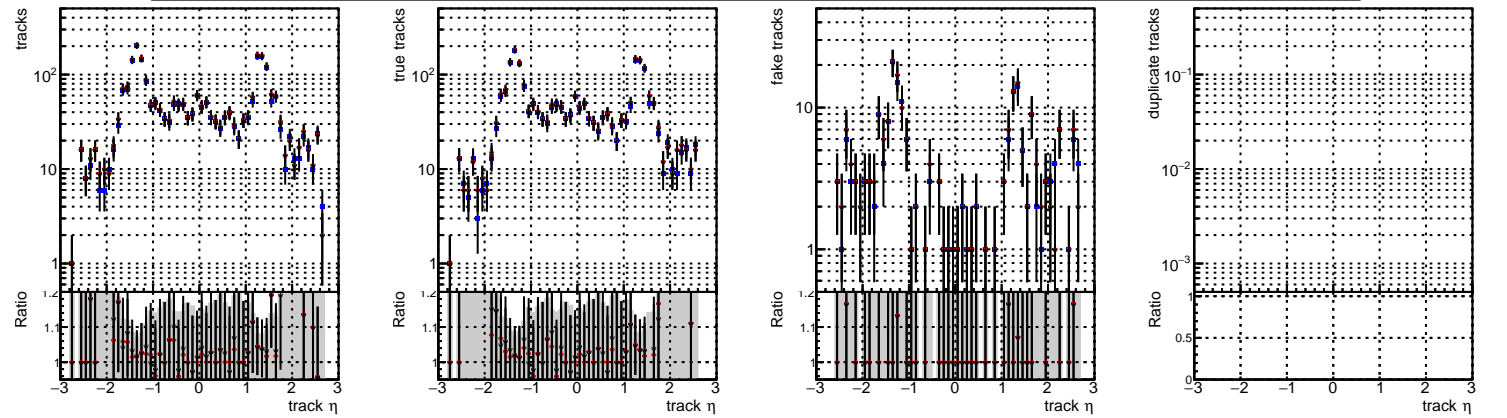 tracks
10²
10
1
Ratio
1.2
1.1
1
−3 −2 −1 0 1 2 3
track η
true tracks
10²
10
1
Ratio
1.2
1.1
1
−3 −2 −1 0 1 2 3
track η
fake tracks
10
1
Ratio
1.2
1.1
1
−3 −2 −1 0 1 2 3
track η
duplicate tracks
10⁻¹
10⁻²
10⁻³
Ratio
1
0.5
0
−3 −2 −1 0 1 2 3
track η